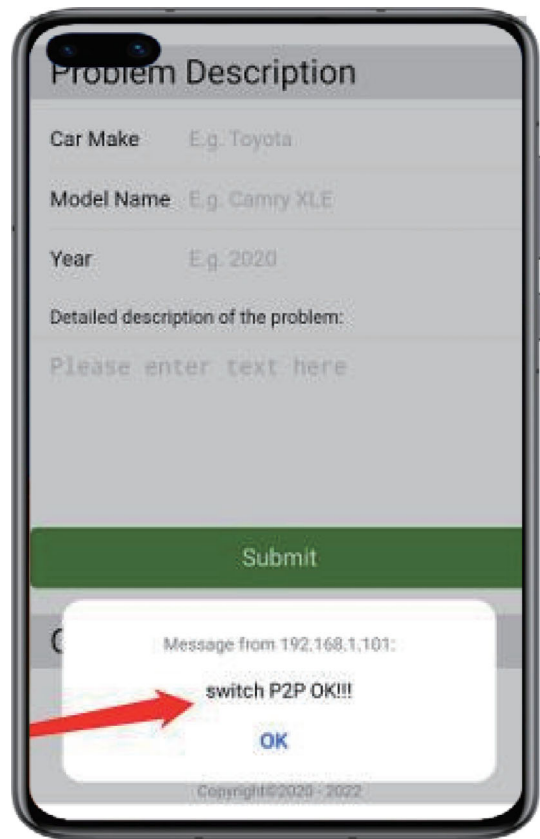 Problem Description
Car Make E.g. Toyota
Model Name E.g. Camry XLE
Year E.g. 2020
Detailed description of the problem:
Please enter text here
Submit
Message from 192.168.1.101:
switch P2P OK!!!
OK
Copyright©2020 - 2022